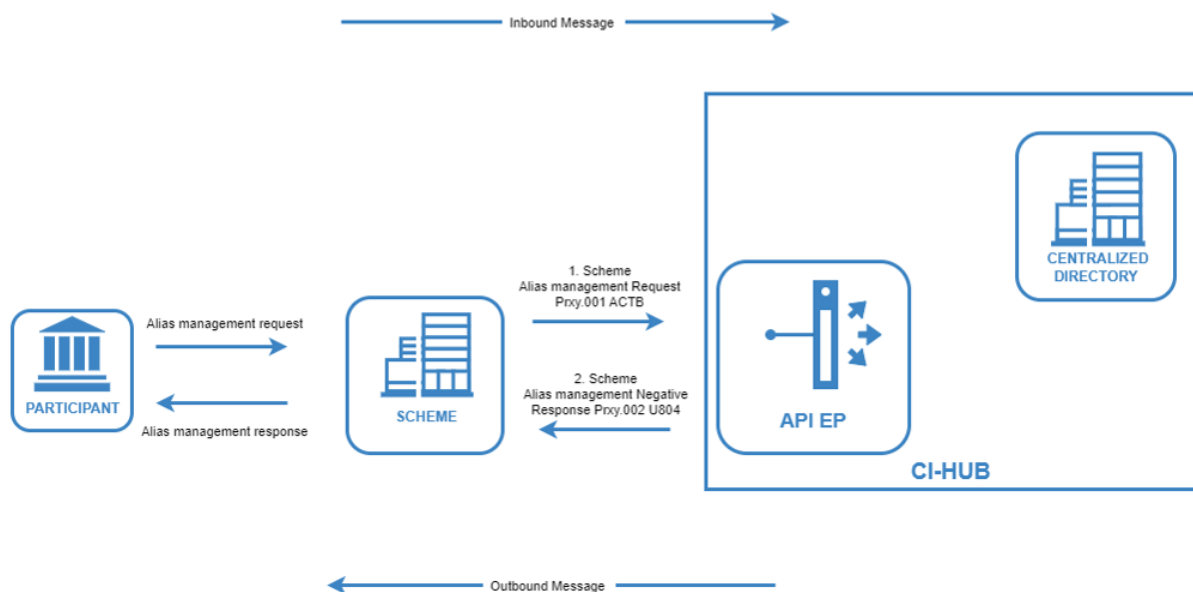 Inbound Message
CENTRALIZED
DIRECTORY
1. Scheme
Alias management Request
Prxy.001 ACTB
Alias management request
2. Scheme
Alias management Negative
Response Prxy.002 U804
PARTICIPANT
SCHEME
API EP
Alias management response
CI-HUB
Outbound Message